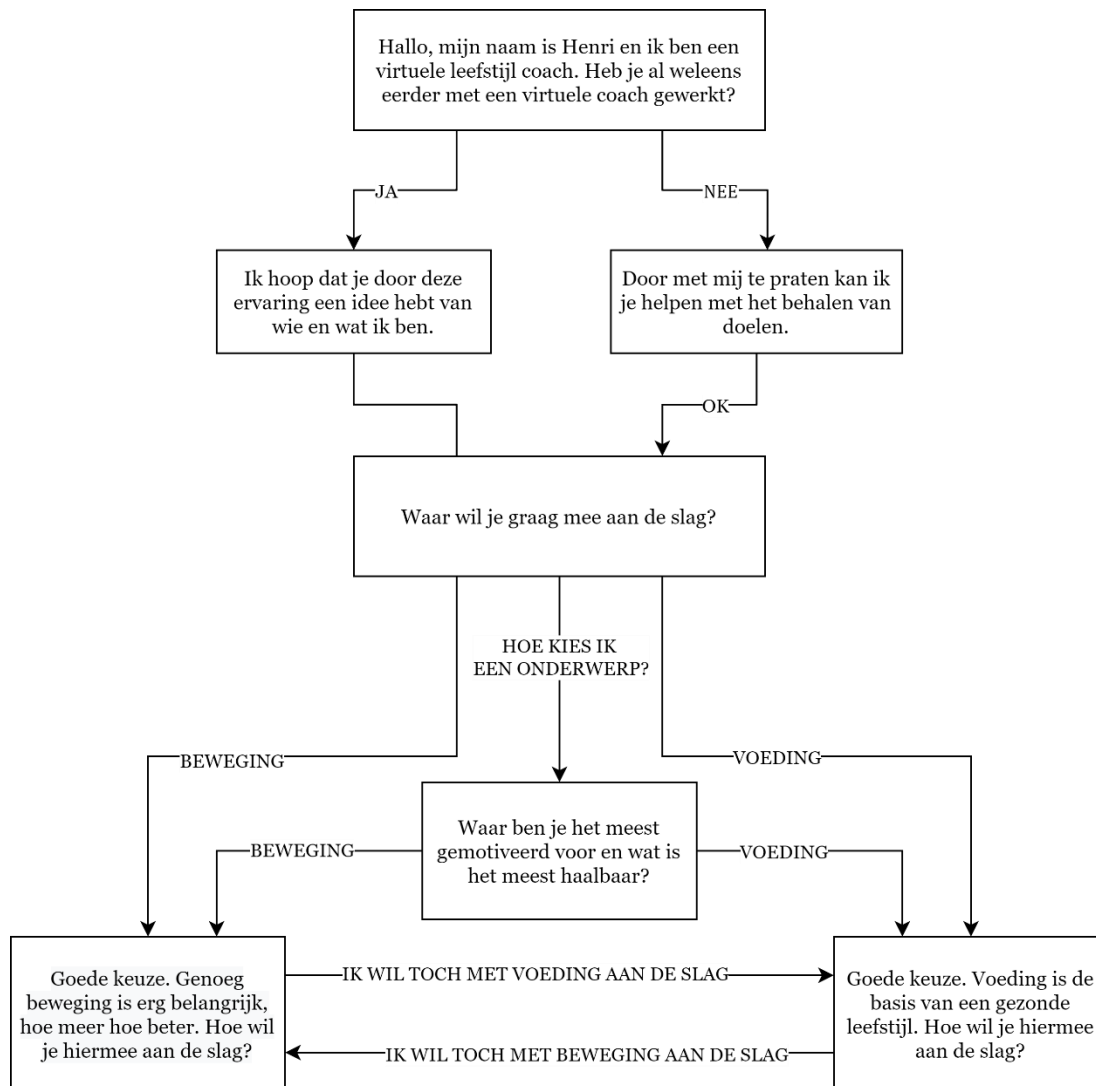 Hallo, mijn naam is Henri en ik ben een
virtuele leefstijl coach. Heb je al weleens
eerder met een virtuele coach gewerkt?
JA
NEE
Ik hoop dat je door deze
ervaring een idee hebt van
wie en wat ik ben.
Door met mij te praten kan ik
je helpen met het behalen van
doelen.
OK
Waar wil je graag mee aan de slag?
HOE KIES IK
EEN ONDERWERP?
BEWEGING
VOEDING
Waar ben je het meest
gemotiveerd voor en wat is
het meest haalbaar?
BEWEGING
VOEDING
Goede keuze. Genoeg
beweging is erg belangrijk,
hoe meer hoe beter. Hoe wil
je hiermee aan de slag?
IK WIL TOCH MET VOEDING AAN DE SLAG
IK WIL TOCH MET BEWEGING AAN DE SLAG
Goede keuze. Voeding is de
basis van een gezonde
leefstijl. Hoe wil je hiermee
aan de slag?